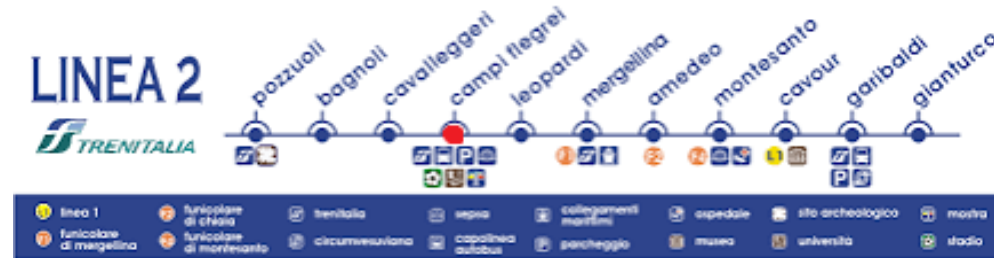 LINEA 2
TRENITALIA
pozzuoli
bagnoli
cavalleggeri
campi flegrei
leopardi
mergellina
amedeo
montesanto
cavour
garibaldi
gianturco
P
L1
P
linea 1
funicolare
di mergellina
funicolare
di chiaia
funicolare
di montesanto
trenitalia
circumvesuviana
sepsa
capolinea
autobus
collegamenti
marittimi
parcheggio
ospedale
museo
sito archeologico
università
mostra
stadio